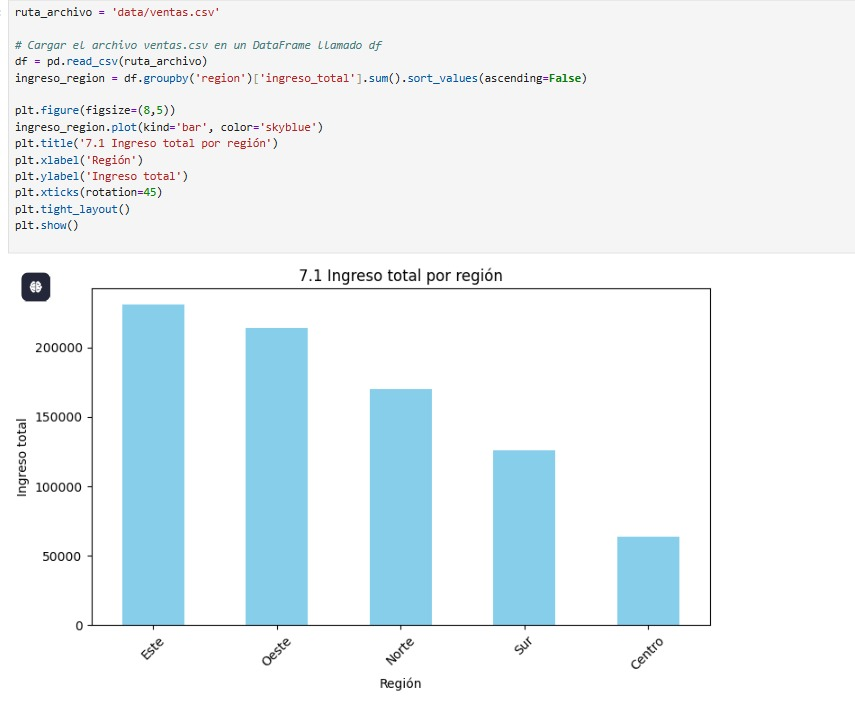 ruta_archivo = 'data/ventas.csv'
# Cargar el archivo ventas.csv en un DataFrame llamado df
df = pd.read_csv(ruta_archivo)
ingreso_region = df.groupby('region')['ingreso_total'].sum().sort_values(ascending=False)
plt.figure(figsize=(8,5))
ingreso_region.plot(kind='bar', color='skyblue')
plt.title('7.1 Ingreso total por región')
plt.xlabel('Región')
plt.ylabel('Ingreso total')
plt.xticks(rotation=45)
plt.tight_layout()
plt.show()
7.1 Ingreso total por región
Ingreso total
200000
150000
100000
50000
0
Este
Oeste
Norte
Sur
Centro
Región